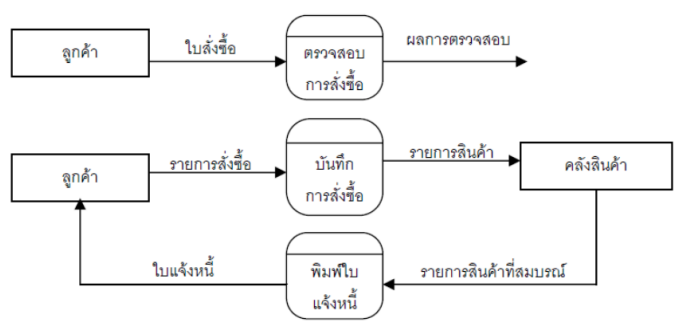 ลูกค้า
ใบสั่งซื้อ
ตรวจสอบ
การสั่งซื้อ
ผลการตรวจสอบ
ลูกค้า
รายการสั่งซื้อ
บันทึก
การสั่งซื้อ
รายการสินค้า
คลังสินค้า
ใบแจ้งหนี้
พิมพ์ใบ
แจ้งหนี้
รายการสินค้าที่สมบรณ์